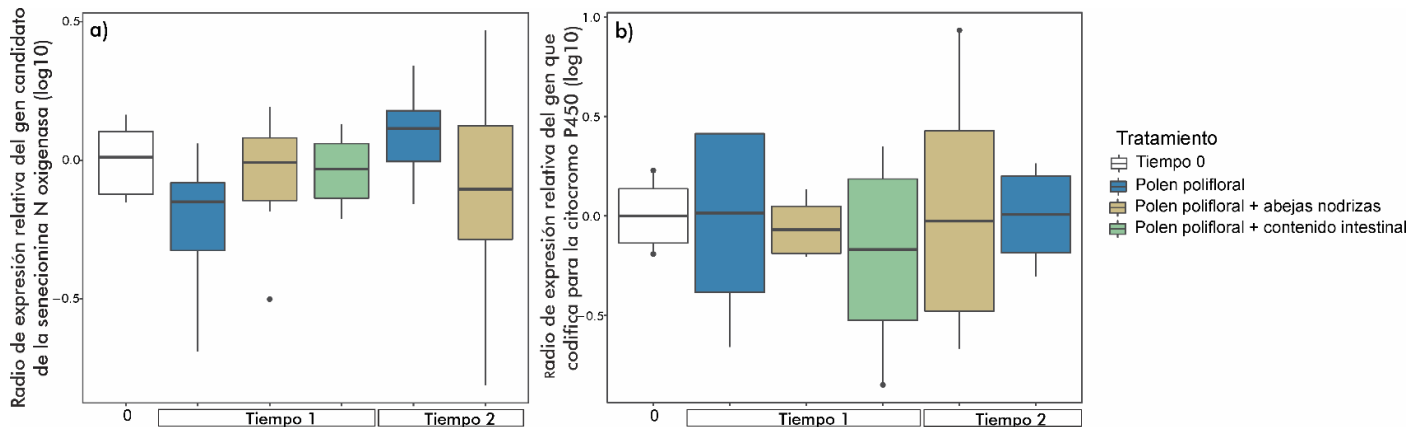 Radio de expresión relativa del gen candidato
de la senecionina N oxigenasa (log10)
a)
0.5
0.0
−0.5
0
Tiempo 1
Tiempo 2
Radio de expresión relativa del gen que
codifica para la citocromo P450 (log10)
b)
1.0
0.5
0.0
−0.5
0
Tiempo 1
Tiempo 2
Tratamiento
Tiempo 0
Polen polifloral
Polen polifloral + abejas nodrizas
Polen polifloral + contenido intestinal